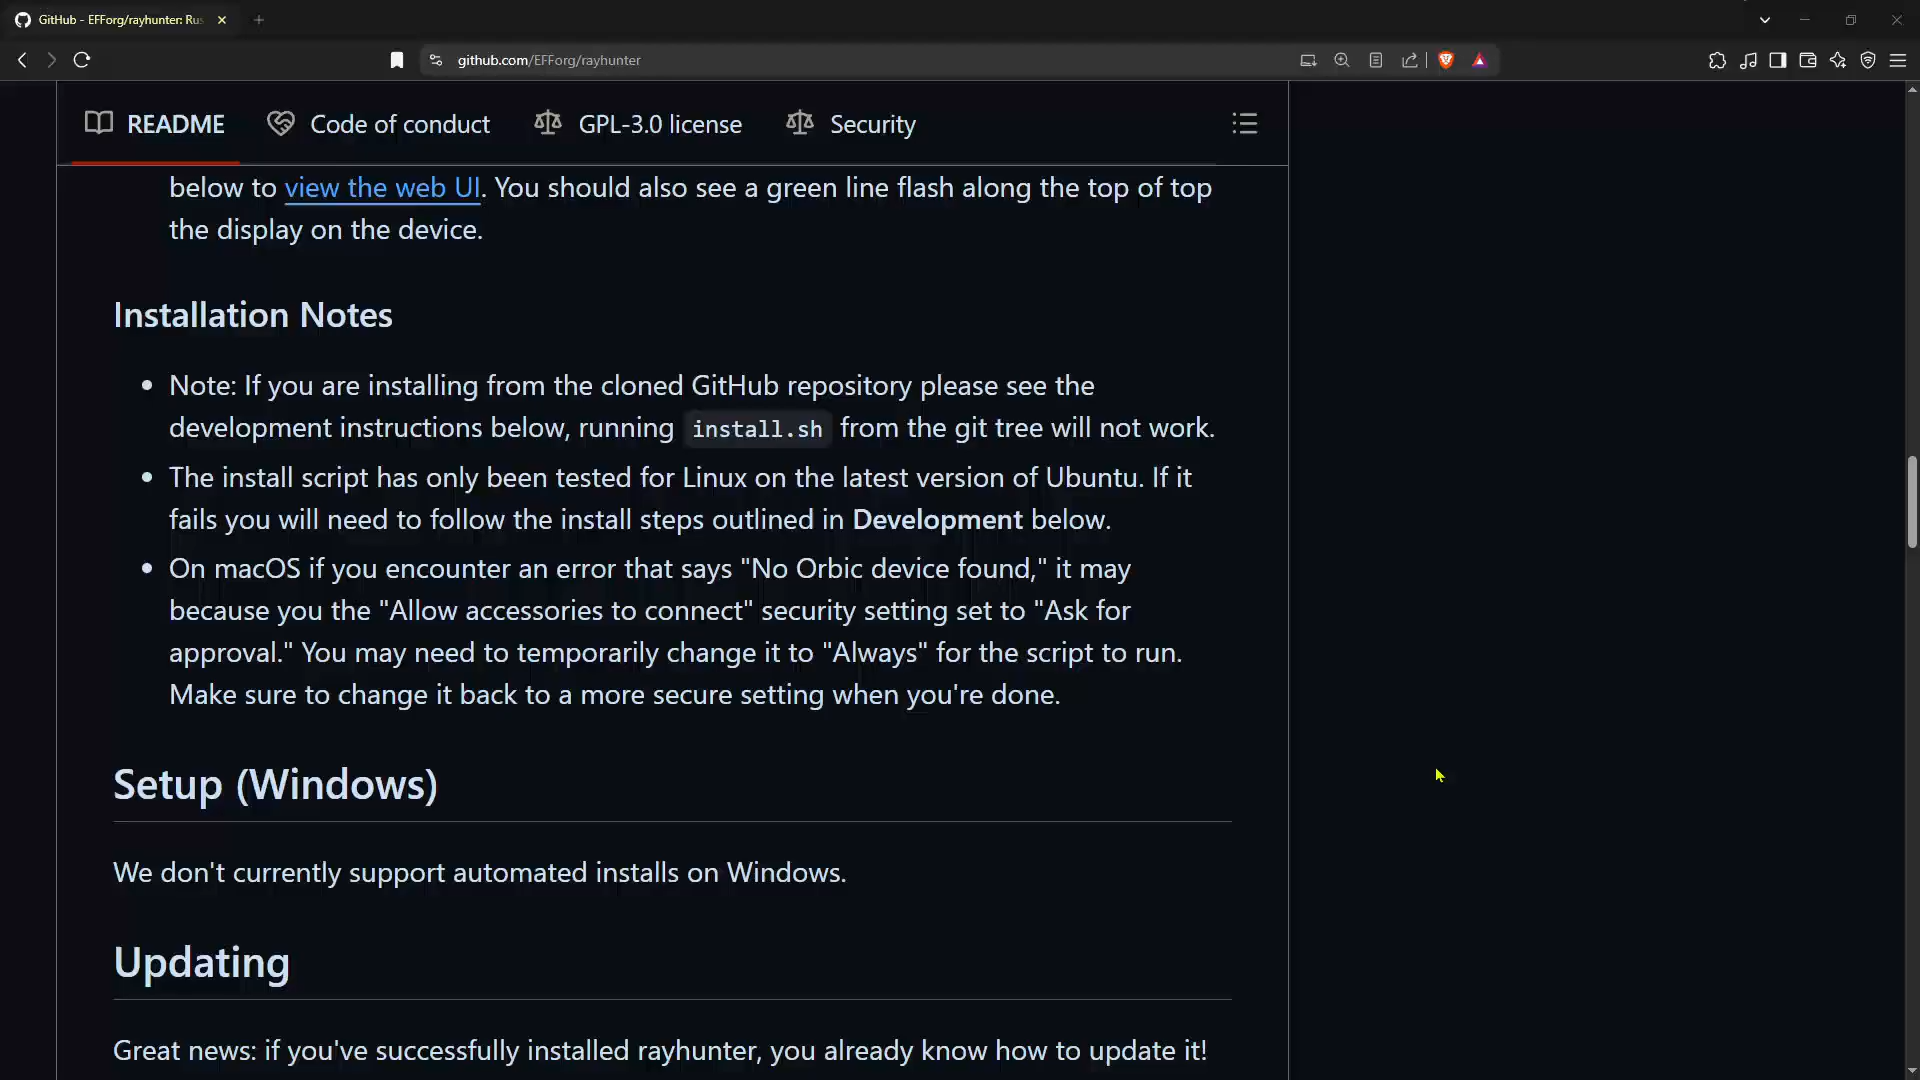 GitHub - EFForg/rayhunter: Rus
github.com/EFForg/rayhunter
README
Code of conduct
GPL-3.0 license
Security
below to view the web UI. You should also see a green line flash along the top of top
the display on the device.
Installation Notes
• Note: If you are installing from the cloned GitHub repository please see the
development instructions below, running install.sh from the git tree will not work.
• The install script has only been tested for Linux on the latest version of Ubuntu. If it
fails you will need to follow the install steps outlined in Development below.
• On macOS if you encounter an error that says "No Orbic device found," it may
because you the "Allow accessories to connect" security setting set to "Ask for
approval." You may need to temporarily change it to "Always" for the script to run.
Make sure to change it back to a more secure setting when you're done.
Setup (Windows)
We don't currently support automated installs on Windows.
Updating
Great news: if you've successfully installed rayhunter, you already know how to update it!